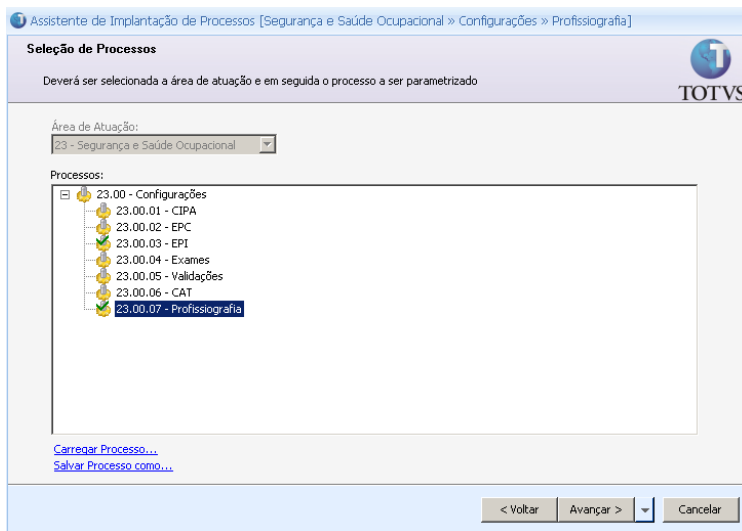 Assistente de Implantação de Processos [Segurança e Saúde Ocupacional » Configurações » Profissiografia]
Seleção de Processos
Deverá ser selecionada a área de atuação e em seguida o processo a ser parametrizado
TOTVS
Área de Atuação:
23 - Segurança e Saúde Ocupacional
Processos:
23.00 - Configurações
23.00.01 - CIPA
23.00.02 - EPC
23.00.03 - EPI
23.00.04 - Exames
23.00.05 - Validações
23.00.06 - CAT
23.00.07 - Profissiografia
Carregar Processo...
Salvar Processo como...
< Voltar Avançar > Cancelar